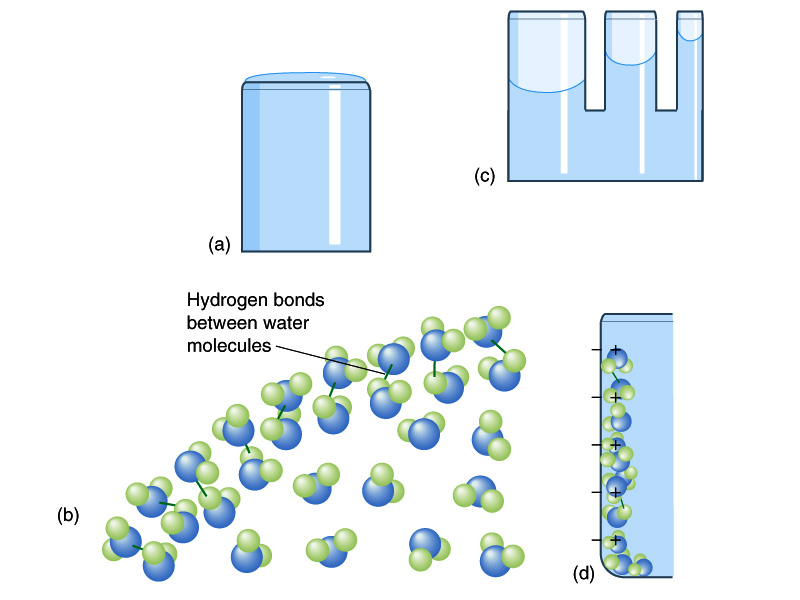 (a)
(c)
Hydrogen bonds
between water
molecules
(b)
(d)
– +
– +
– +
– +
– +